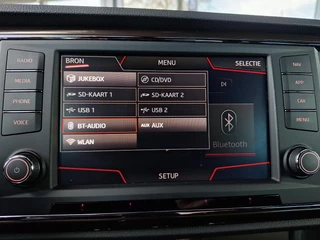 RADIO
MEDIA
PHONE
VOICE
BRON MENU SELECTIE
JUKEBOX CD/DVD
SD-KAART 1 SD-KAART 2
USB 1 USB 2
BT-AUDIO AUX AUX
WLAN
Bluetooth
SETUP
NAV
APP
CAR
MENU